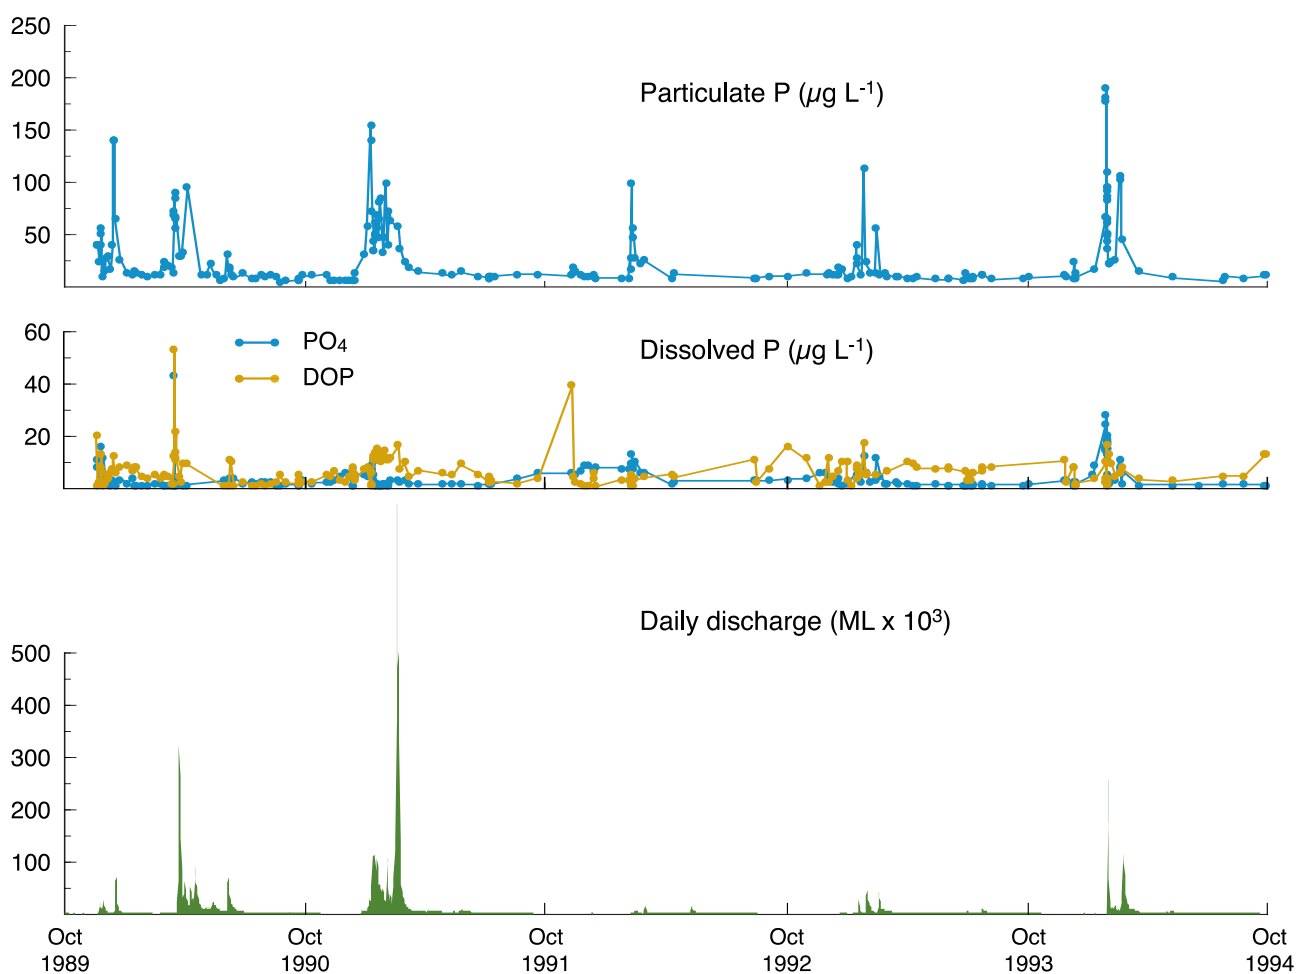 250
200
150
100
50
Particulate P (µg L-1)
60
40
20
PO4
DOP
Dissolved P (µg L-1)
Daily discharge (ML x 10³)
500
400
300
200
100
Oct Oct Oct Oct Oct Oct
1989 1990 1991 1992 1993 1994